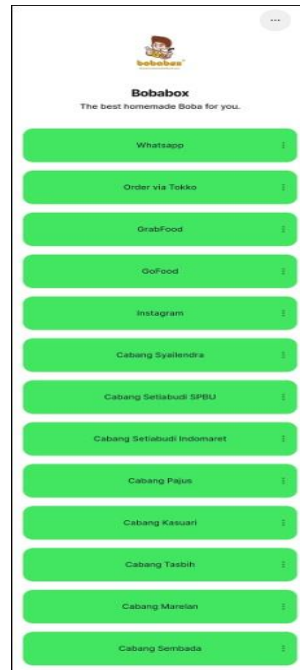 bobabox
Bobabox
The best homemade Boba for you.
Whatsapp
Order via Tokko
GrabFood
GoFood
Instagram
Cabang Syailendra
Cabang Setiabudi SPBU
Cabang Setiabudi Indomaret
Cabang Pajus
Cabang Kasuari
Cabang Tasbih
Cabang Marelan
Cabang Sembada